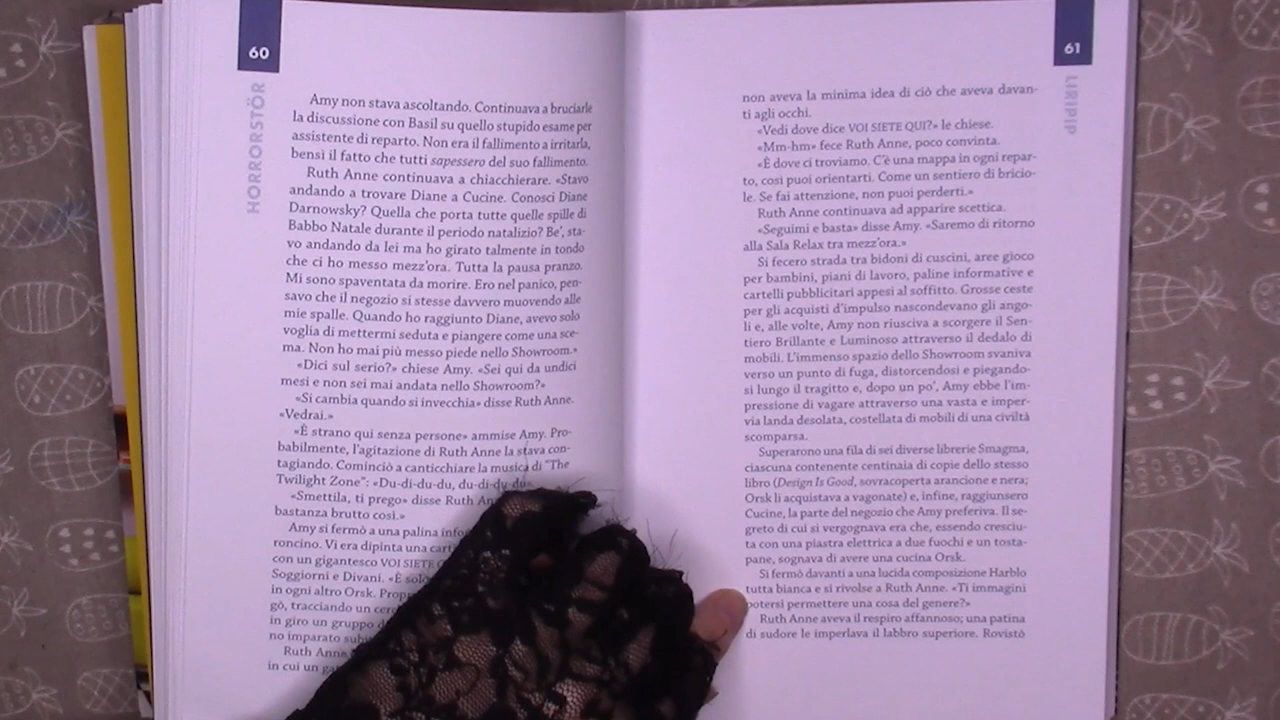 60
HORRORSTÖR
Amy non stava ascoltando. Continuava a bruciarle
la discussione con Basil su quello stupido esame per
assistente di reparto. Non era il fallimento a irritarla,
bensì il fatto che tutti sapessero del suo fallimento.
Ruth Anne continuava a chiacchierare. «Stavo
andando a trovare Diane a Cucine. Conosci Diane
Darnowsky? Quella che porta tutte quelle spille di
Babbo Natale durante il periodo natalizio? Be', sta-
vo andando da lei ma ho girato talmente in tondo
che ci ho messo mezz'ora. Tutta la pausa pranzo.
Mi sono spaventata da morire. Ero nel panico, pen-
savo che il negozio si stesse davvero muovendo alle
mie spalle. Quando ho raggiunto Diane, avevo solo
voglia di mettermi seduta e piangere come una sce-
ma. Non ho mai più messo piede nello Showroom.»
«Dici sul serio?» chiese Amy. «Sei qui da undici
mesi e non sei mai andata nello Showroom?»
«Si cambia quando si invecchia» disse Ruth Anne.
«Vedrai.»
«È strano qui senza persone» ammise Amy. Pro-
babilmente, l'agitazione di Ruth Anne la stava con-
tagiando. Cominciò a canticchiare la musica di "The
Twilight Zone": «Du-di-du-du, du-di-du-du»
«Smettila, ti prego» disse Ruth
bastanza brutto così.»
Amy si fermò a una palina
roncino. Vi era dipinta una
con un gigantesco VOI SIETE
Soggiorni e Divani. «È
in ogni altro Orsk.
gò, tracciando un
in giro un gruppo
no imparato
Ruth Anne
in cui un
61
LIRIPIP
non aveva la minima idea di ciò che aveva davan-
ti agli occhi.
«Vedi dove dice VOI SIETE QUI?» le chiese.
«Mm-hm» fece Ruth Anne, poco convinta.
«È dove ci troviamo. C'è una mappa in ogni repar-
to, così puoi orientarti. Come un sentiero di bricio-
le. Se fai attenzione, non puoi perderti.»
Ruth Anne continuava ad apparire scettica.
«Seguimi e basta» disse Amy. «Saremo di ritorno
alla Sala Relax tra mezz'ora.»
Si fecero strada tra bidoni di cuscini, aree gioco
per bambini, piani di lavoro, paline informative e
cartelli pubblicitari appesi al soffitto. Grosse ceste
per gli acquisti d'impulso nascondevano gli ango-
li e, alle volte, Amy non riusciva a scorgere il Sen-
tiero Brillante e Luminoso attraverso il dedalo di
mobili. L'immenso spazio dello Showroom svaniva
verso un punto di fuga, distorcendosi e piegando-
si lungo il tragitto e, dopo un po', Amy ebbe l'im-
pressione di vagare attraverso una vasta e imper-
via landa desolata, costellata di mobili di una civiltà
scomparsa.
Superarono una fila di sei diverse librerie Smagma,
ciascuna contenente centinaia di copie dello stesso
libro (Design Is Good, sovracoperta arancione e nera;
Orsk li acquistava a vagonate) e, infine, raggiunsero
Cucine, la parte del negozio che Amy preferiva. Il se-
greto di cui si vergognava era che, essendo cresciu-
ta con una piastra elettrica a due fuochi e un tosta-
pane, sognava di avere una cucina Orsk.
Si fermò davanti a una lucida composizione Harblo
tutta bianca e si rivolse a Ruth Anne. «Ti immagini
potersi permettere una cosa del genere?»
Ruth Anne aveva il respiro affannoso; una patina
di sudore le imperlava il labbro superiore. Rovistò